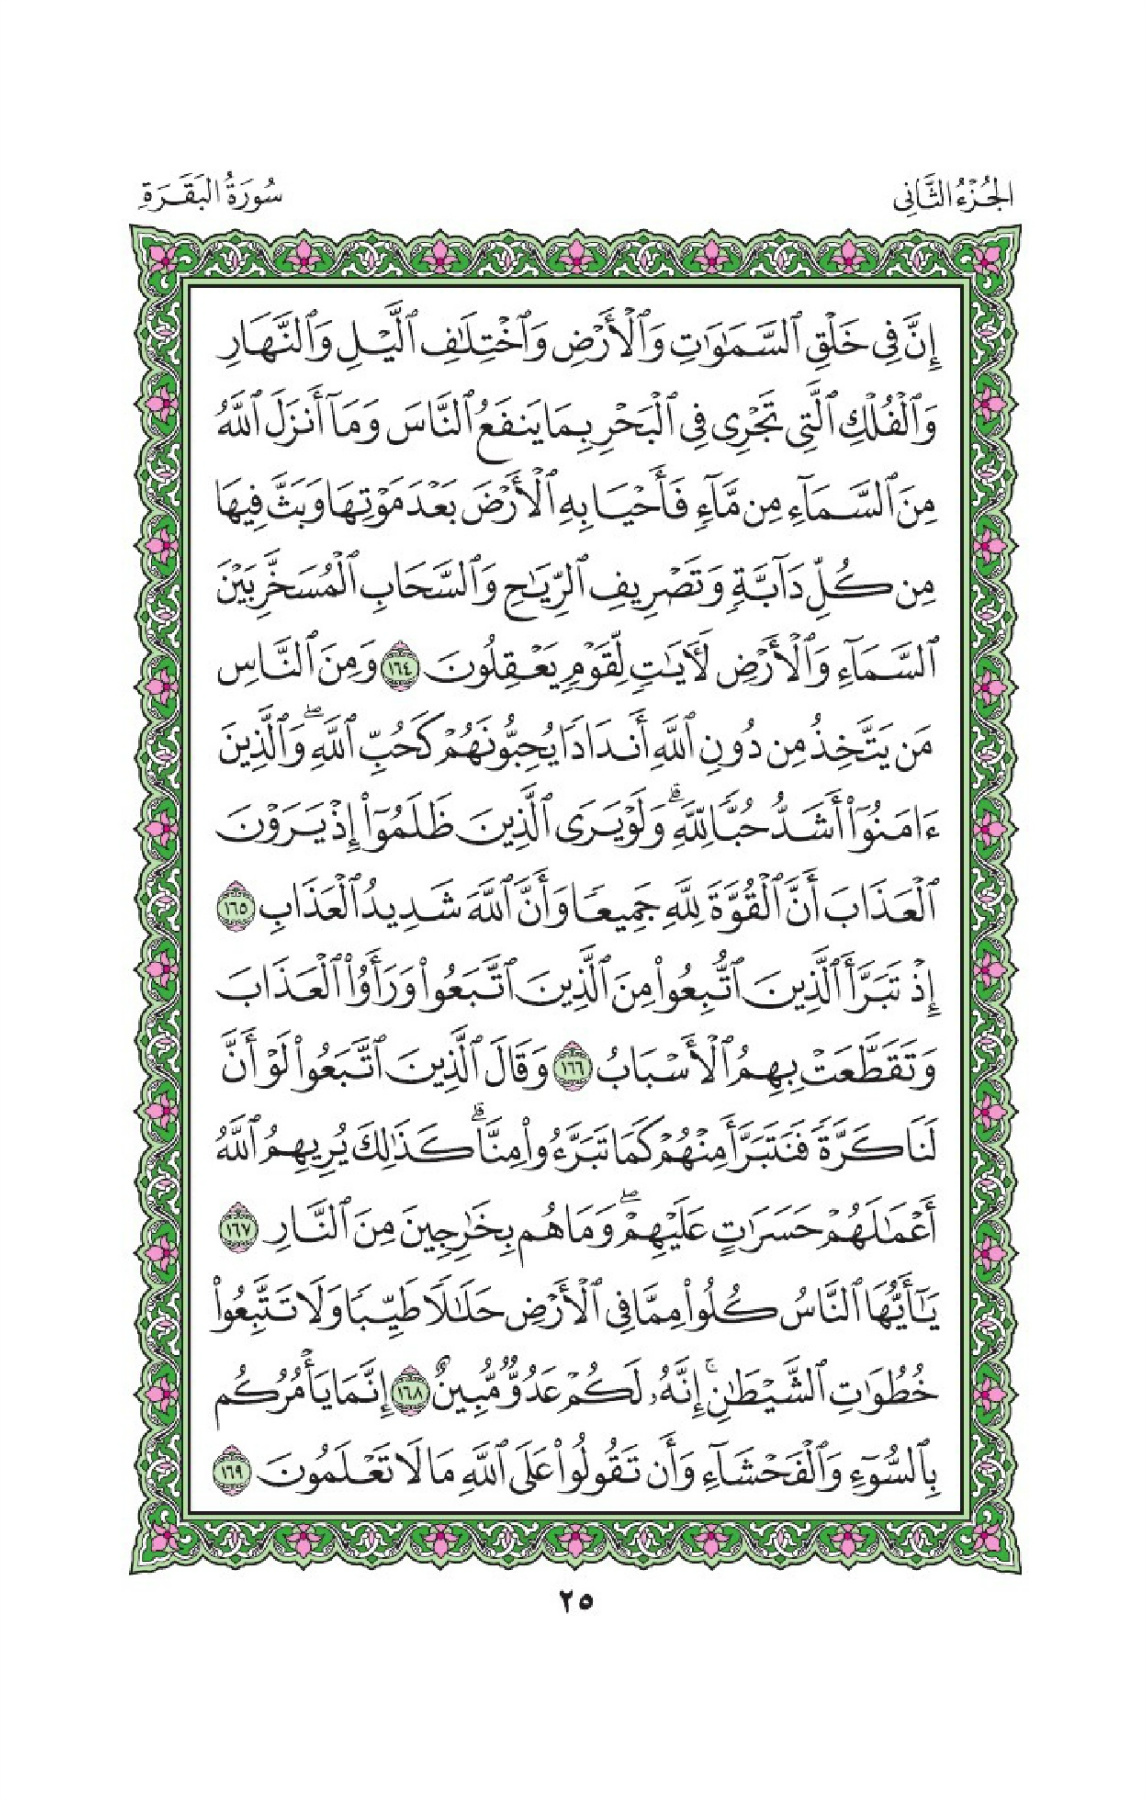 الجُزْءُ الثَّانِى
سُورَةُ البَقَرَةِ
إِنَّ فِى خَلْقِ ٱلسَّمَٰوَٰتِ وَٱلْأَرْضِ وَٱخْتِلَٰفِ ٱلَّيْلِ وَٱلنَّهَارِ
وَٱلْفُلْكِ ٱلَّتِى تَجْرِى فِى ٱلْبَحْرِ بِمَا يَنفَعُ ٱلنَّاسَ وَمَآ أَنزَلَ ٱللَّهُ
مِنَ ٱلسَّمَآءِ مِن مَّآءٍ فَأَحْيَا بِهِ ٱلْأَرْضَ بَعْدَ مَوْتِهَا وَبَثَّ فِيهَا
مِن كُلِّ دَآبَّةٍ وَتَصْرِيفِ ٱلرِّيَٰحِ وَٱلسَّحَابِ ٱلْمُسَخَّرِ بَيْنَ
ٱلسَّمَآءِ وَٱلْأَرْضِ لَءَايَٰتٍ لِّقَوْمٍ يَعْقِلُونَ ١٦٤ وَمِنَ ٱلنَّاسِ
مَن يَتَّخِذُ مِن دُونِ ٱللَّهِ أَندَادًا يُحِبُّونَهُمْ كَحُبِّ ٱللَّهِۖ وَٱلَّذِينَ
ءَامَنُوٓا۟ أَشَدُّ حُبًّا لِّلَّهِۗ وَلَوْ يَرَى ٱلَّذِينَ ظَلَمُوٓا۟ إِذْ يَرَوْنَ
ٱلْعَذَابَ أَنَّ ٱلْقُوَّةَ لِلَّهِ جَمِيعًا وَأَنَّ ٱللَّهَ شَدِيدُ ٱلْعَذَابِ ١٦٥
إِذْ تَبَرَّأَ ٱلَّذِينَ ٱتُّبِعُوا۟ مِنَ ٱلَّذِينَ ٱتَّبَعُوا۟ وَرَأَوُا۟ ٱلْعَذَابَ
وَتَقَطَّعَتْ بِهِمُ ٱلْأَسْبَابُ ١٦٦ وَقَالَ ٱلَّذِينَ ٱتَّبَعُوا۟ لَوْ أَنَّ
لَنَا كَرَّةً فَنَتَبَرَّأَ مِنْهُمْ كَمَا تَبَرَّءُوا۟ مِنَّاۗ كَذَٰلِكَ يُرِيهِمُ ٱللَّهُ
أَعْمَٰلَهُمْ حَسَرَٰتٍ عَلَيْهِمْۖ وَمَا هُم بِخَٰرِجِينَ مِنَ ٱلنَّارِ ١٦٧
يَٰٓأَيُّهَا ٱلنَّاسُ كُلُوا۟ مِمَّا فِى ٱلْأَرْضِ حَلَٰلًا طَيِّبًا وَلَا تَتَّبِعُوا۟
خُطُوَٰتِ ٱلشَّيْطَٰنِۚ إِنَّهُۥ لَكُمْ عَدُوٌّ مُّبِينٌ ١٦٨ إِنَّمَا يَأْمُرُكُم
بِٱلسُّوٓءِ وَٱلْفَحْشَآءِ وَأَن تَقُولُوا۟ عَلَى ٱللَّهِ مَا لَا تَعْلَمُونَ ١٦٩
٢٥